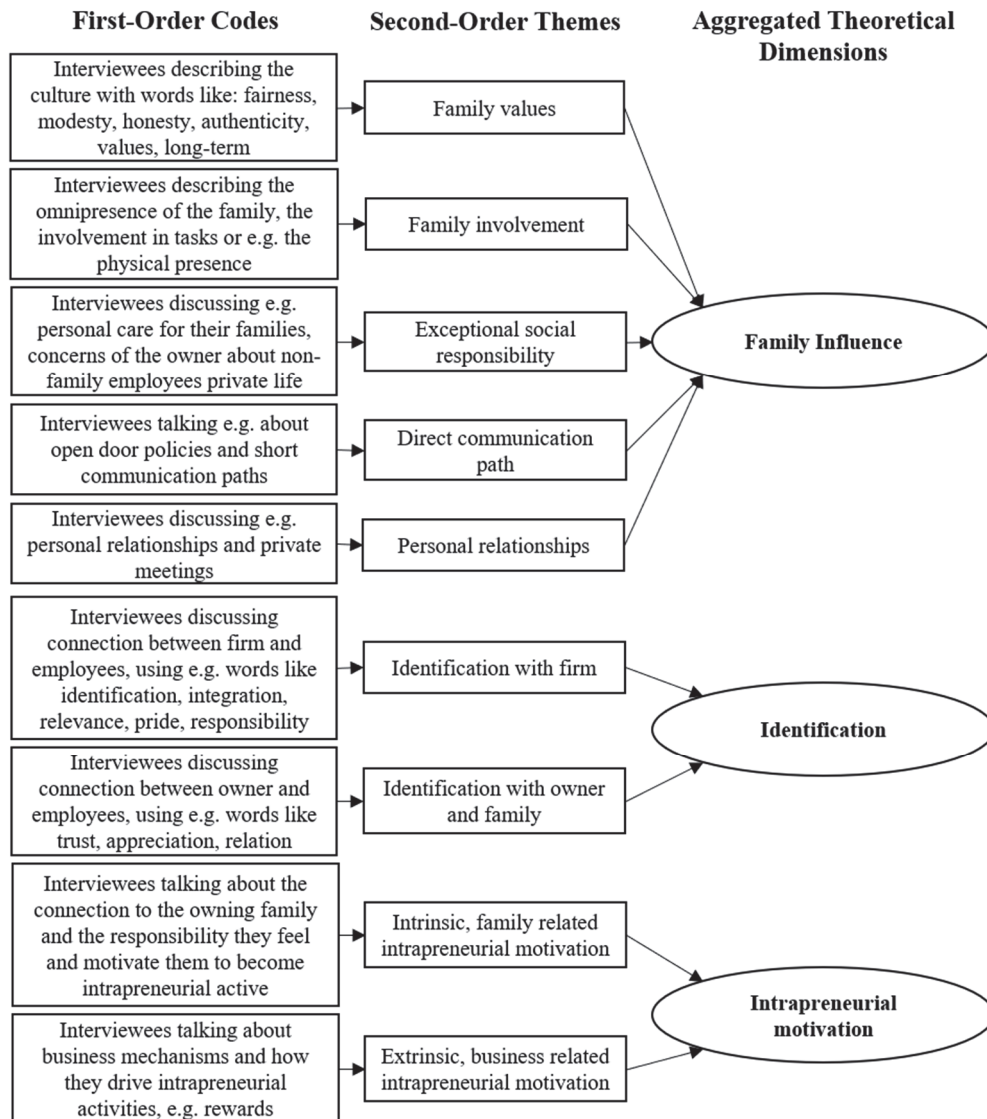 First-Order Codes
Second-Order Themes
Aggregated Theoretical
Dimensions
Interviewees describing the
culture with words like: fairness,
modesty, honesty, authenticity,
values, long-term
Family values
Interviewees describing the
omnipresence of the family, the
involvement in tasks or e.g. the
physical presence
Family involvement
Interviewees discussing e.g.
personal care for their families,
concerns of the owner about non-
family employees private life
Exceptional social
responsibility
Family Influence
Interviewees talking e.g. about
open door policies and short
communication paths
Direct communication
path
Interviewees discussing e.g.
personal relationships and private
meetings
Personal relationships
Interviewees discussing
connection between firm and
employees, using e.g. words like
identification, integration,
relevance, pride, responsibility
Identification with firm
Identification
Interviewees discussing
connection between owner and
employees, using e.g. words like
trust, appreciation, relation
Identification with owner
and family
Interviewees talking about the
connection to the owning family
and the responsibility they feel
and motivate them to become
intrapreneurial active
Intrinsic, family related
intrapreneurial motivation
Intrapreneurial
motivation
Interviewees talking about
business mechanisms and how
they drive intrapreneurial
activities, e.g. rewards
Extrinsic, business related
intrapreneurial motivation